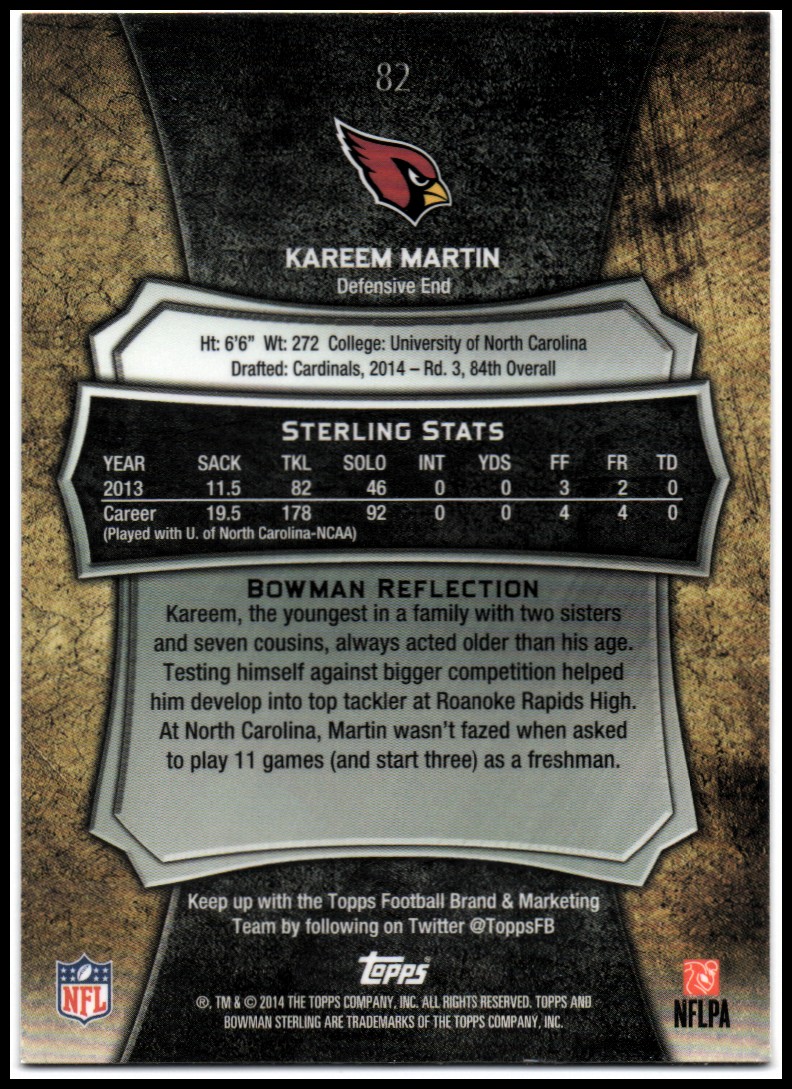 82
KAREEM MARTIN
Defensive End
Ht: 6'6" Wt: 272 College: University of North Carolina
Drafted: Cardinals, 2014 – Rd. 3, 84th Overall
STERLING STATS
YEAR SACK TKL SOLO INT YDS FF FR TD
2013 11.5 82 46 0 0 3 2 0
Career 19.5 178 92 0 0 4 4 0
(Played with U. of North Carolina-NCAA)
BOWMAN REFLECTION
Kareem, the youngest in a family with two sisters
and seven cousins, always acted older than his age.
Testing himself against bigger competition helped
him develop into top tackler at Roanoke Rapids High.
At North Carolina, Martin wasn't fazed when asked
to play 11 games (and start three) as a freshman.
Keep up with the Topps Football Brand & Marketing
Team by following on Twitter @ToppsFB
Topps
NFL
NFLPA
®, TM & © 2014 THE TOPPS COMPANY, INC. ALL RIGHTS RESERVED. TOPPS AND
BOWMAN STERLING ARE TRADEMARKS OF THE TOPPS COMPANY, INC.